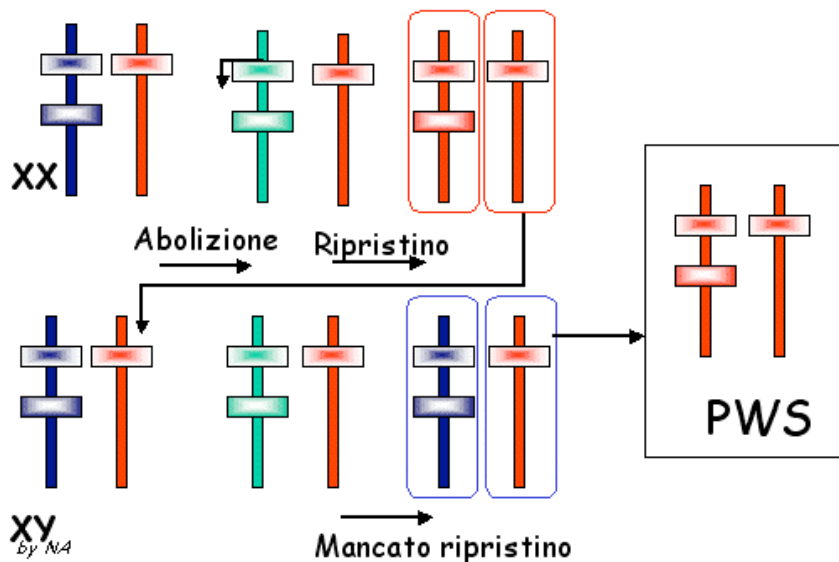 XX
Abolizione
Ripristino
PWS
XY
by NA
Mancato ripristino